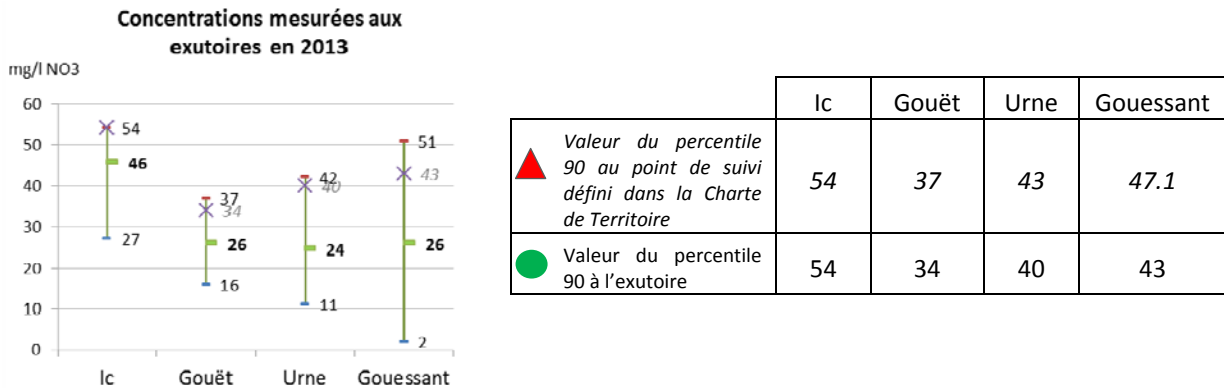 Concentrations mesurées aux
exutoires en 2013
mg/l NO3
60
50
40
30
20
10
0
54
46
27
37
34
26
16
42
40
24
11
51
43
26
2
Ic Gouët Urne Gouessant
Ic Gouët Urne Gouessant
Valeur du percentile
90 au point de suivi
défini dans la Charte
de Territoire
54 37 43 47.1
Valeur du percentile
90 à l'exutoire
54 34 40 43